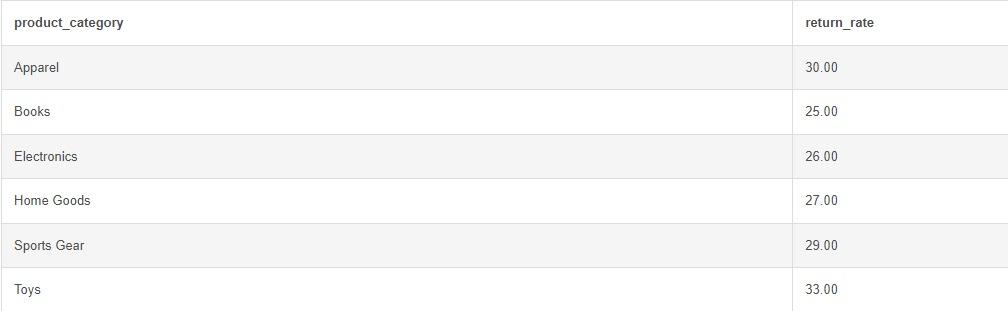 product_category return_rate
Apparel 30.00
Books 25.00
Electronics 26.00
Home Goods 27.00
Sports Gear 29.00
Toys 33.00